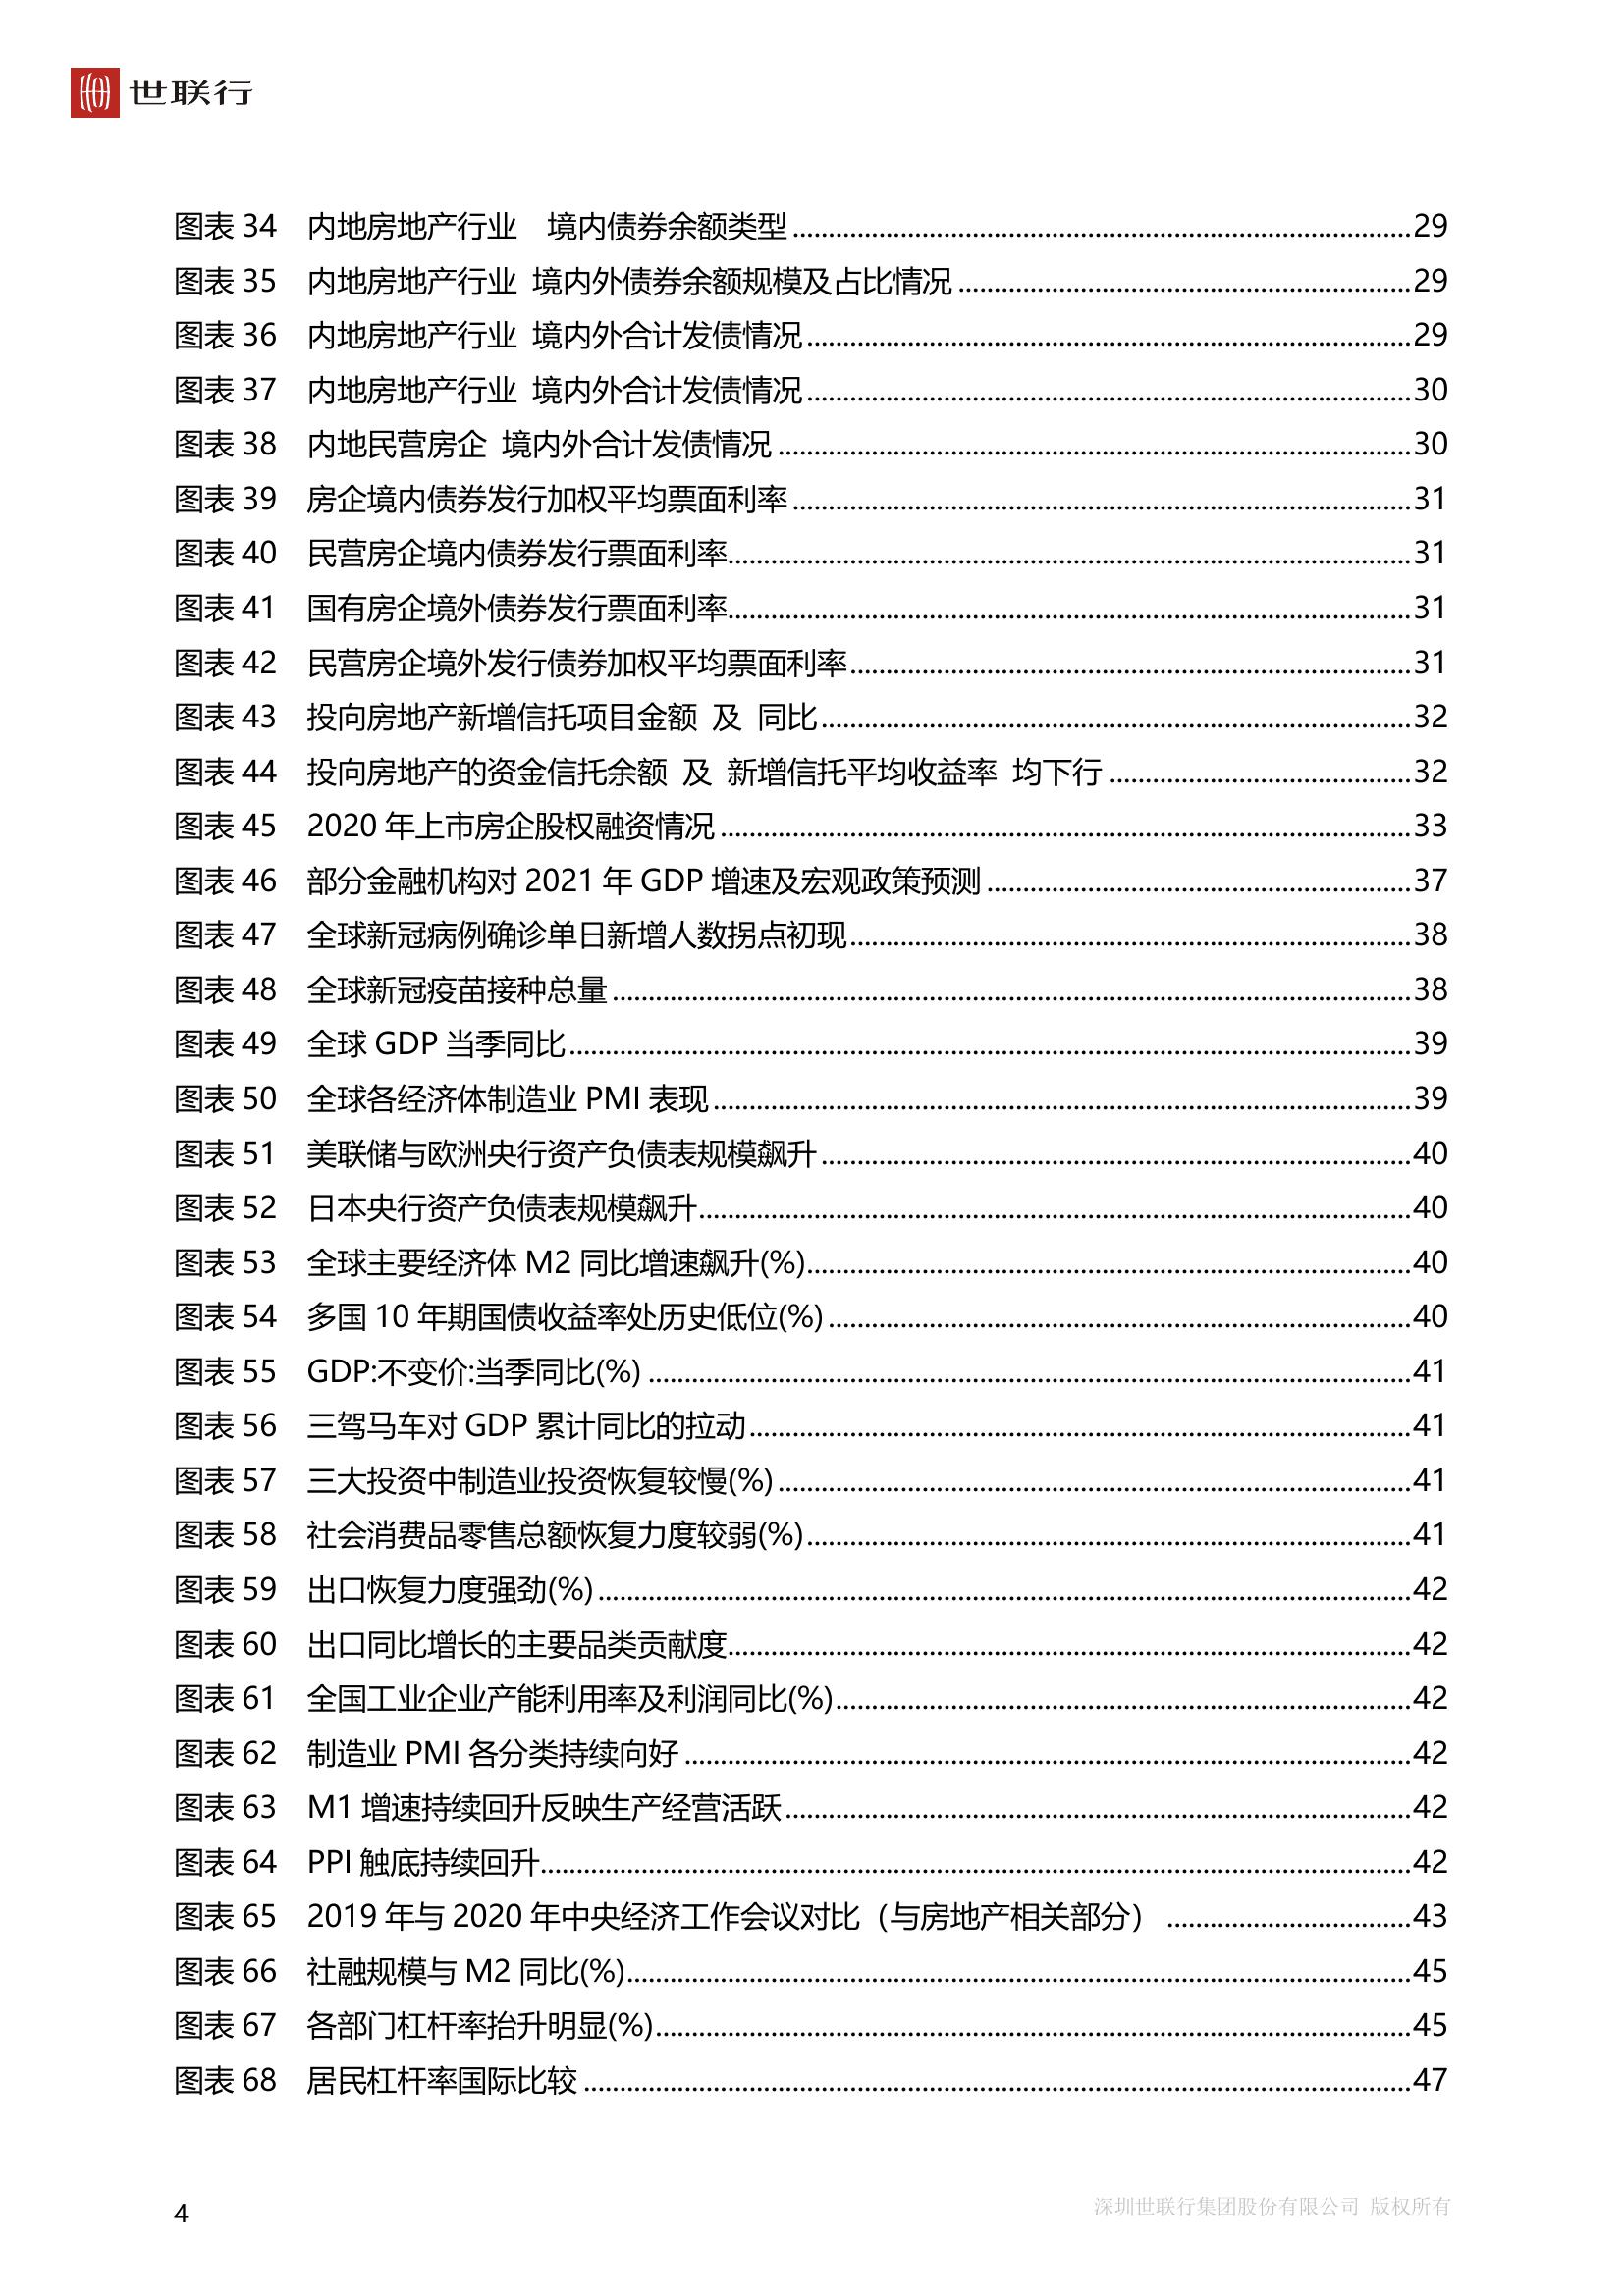 世联行
图表 34 内地房地产行业 境内债券余额类型........29
图表 35 内地房地产行业 境内外债券余额规模及占比情况........29
图表 36 内地房地产行业 境内外合计发债情况........29
图表 37 内地房地产行业 境内外合计发债情况........30
图表 38 内地民营房企 境内外合计发债情况........30
图表 39 房企境内债券发行加权平均票面利率........31
图表 40 民营房企境内债券发行票面利率........31
图表 41 国有房企境外债券发行票面利率........31
图表 42 民营房企境外发行债券加权平均票面利率........31
图表 43 投向房地产新增信托项目金额 及 同比........32
图表 44 投向房地产的资金信托余额 及 新增信托平均收益率 均下行........32
图表 45 2020 年上市房企股权融资情况........33
图表 46 部分金融机构对 2021 年 GDP 增速及宏观政策预测........37
图表 47 全球新冠病例确诊单日新增人数拐点初现........38
图表 48 全球新冠疫苗接种总量........38
图表 49 全球 GDP 当季同比........39
图表 50 全球各经济体制造业 PMI 表现........39
图表 51 美联储与欧洲央行资产负债表规模飙升........40
图表 52 日本央行资产负债表规模飙升........40
图表 53 全球主要经济体 M2 同比增速飙升(%)........40
图表 54 多国 10 年期国债收益率处历史低位(%)........40
图表 55 GDP:不变价:当季同比(%)........41
图表 56 三驾马车对 GDP 累计同比的拉动........41
图表 57 三大投资中制造业投资恢复较慢(%)........41
图表 58 社会消费品零售总额恢复力度较弱(%)........41
图表 59 出口恢复力度强劲(%)........42
图表 60 出口同比增长的主要品类贡献度........42
图表 61 全国工业企业产能利用率及利润同比(%)........42
图表 62 制造业 PMI 各分类持续向好........42
图表 63 M1 增速持续回升反映生产经营活跃........42
图表 64 PPI 触底持续回升........42
图表 65 2019 年与 2020 年中央经济工作会议对比（与房地产相关部分）........43
图表 66 社融规模与 M2 同比(%)........45
图表 67 各部门杠杆率抬升明显(%)........45
图表 68 居民杠杆率国际比较........47
4
深圳世联行集团股份有限公司 版权所有